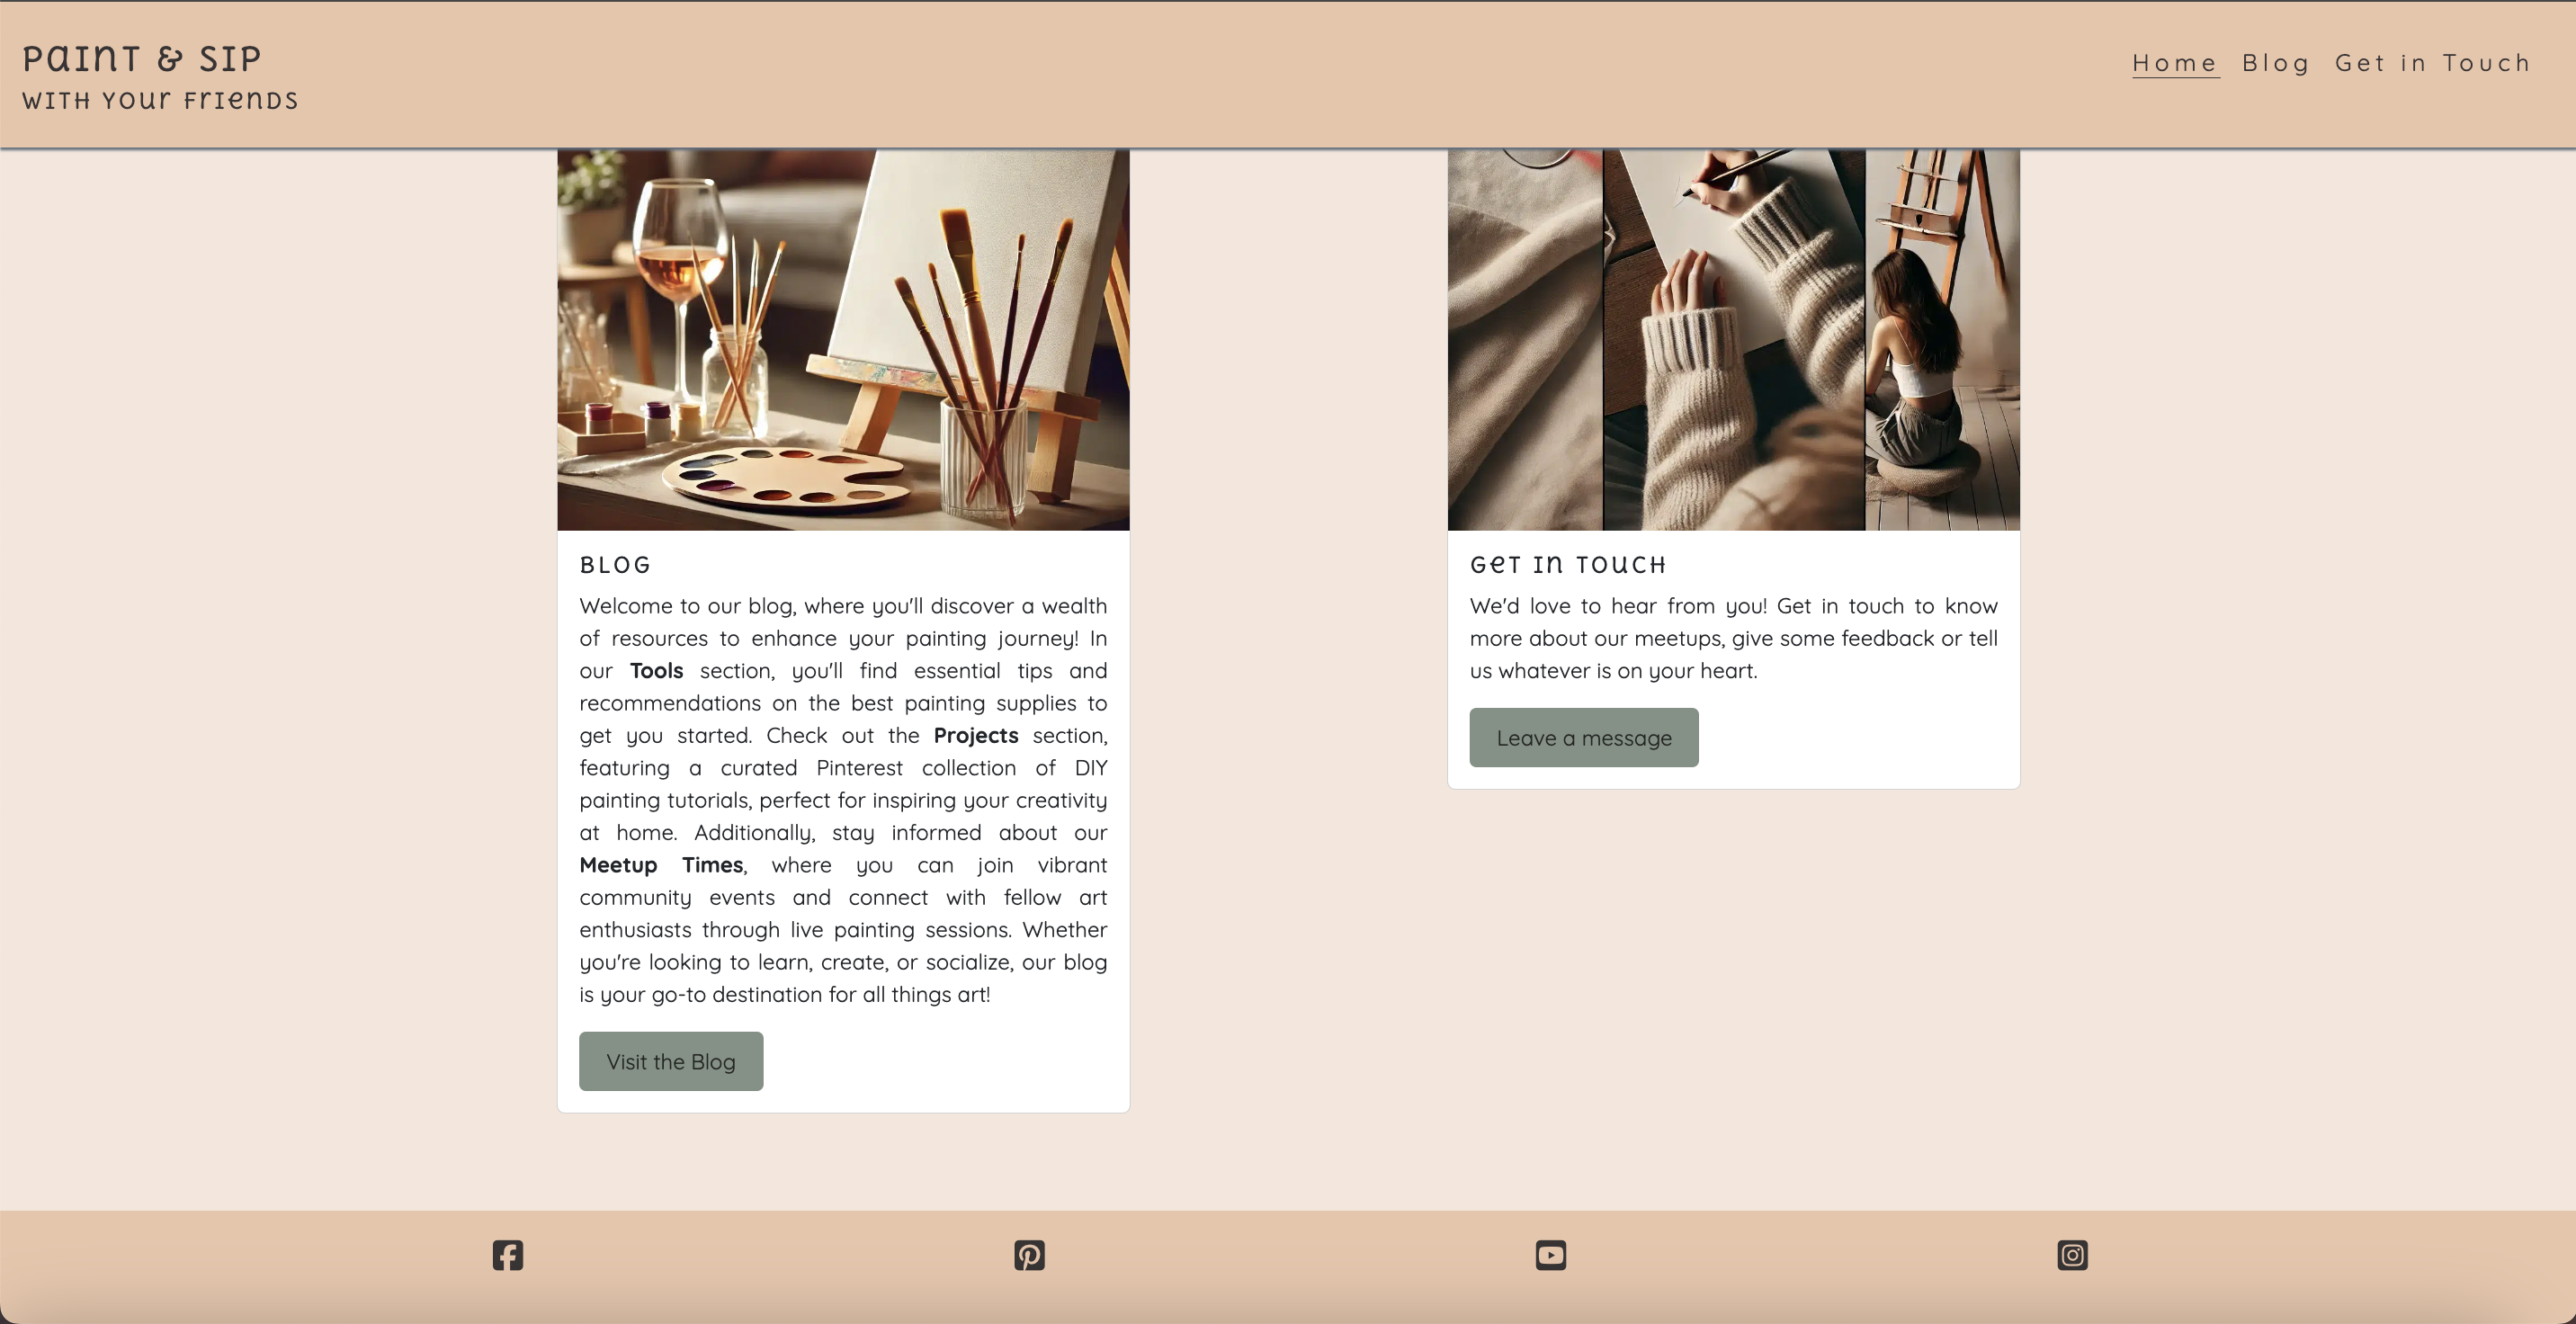 Paint & Sip
with your friends
Home Blog Get in Touch
Blog
Welcome to our blog, where you'll discover a wealth
of resources to enhance your painting journey! In
our Tools section, you'll find essential tips and
recommendations on the best painting supplies to
get you started. Check out the Projects section,
featuring a curated Pinterest collection of DIY
painting tutorials, perfect for inspiring your creativity
at home. Additionally, stay informed about our
Meetup Times, where you can join vibrant
community events and connect with fellow art
enthusiasts through live painting sessions. Whether
you're looking to learn, create, or socialize, our blog
is your go-to destination for all things art!
Visit the Blog
Get in Touch
We'd love to hear from you! Get in touch to know
more about our meetups, give some feedback or tell
us whatever is on your heart.
Leave a message